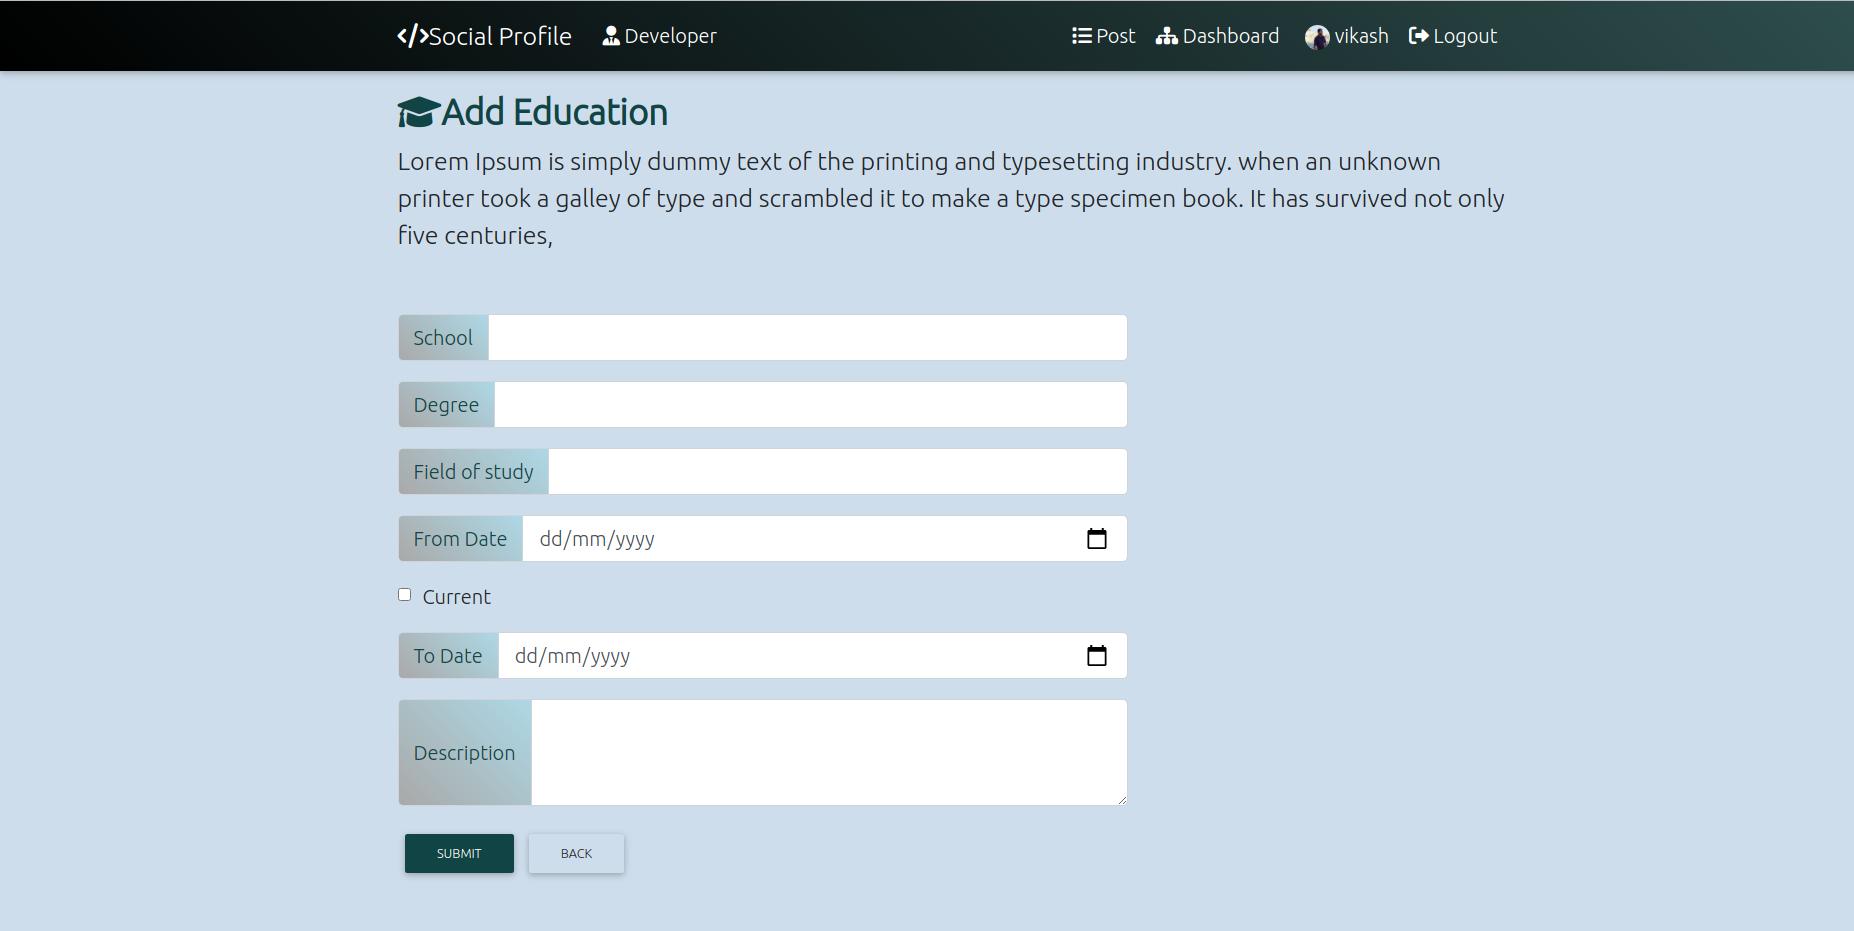 Social Profile Developer Post Dashboard vikash Logout
Add Education
Lorem Ipsum is simply dummy text of the printing and typesetting industry. when an unknown
printer took a galley of type and scrambled it to make a type specimen book. It has survived not only
five centuries,
School
Degree
Field of study
From Date dd/mm/yyyy
Current
To Date dd/mm/yyyy
Description
SUBMIT BACK